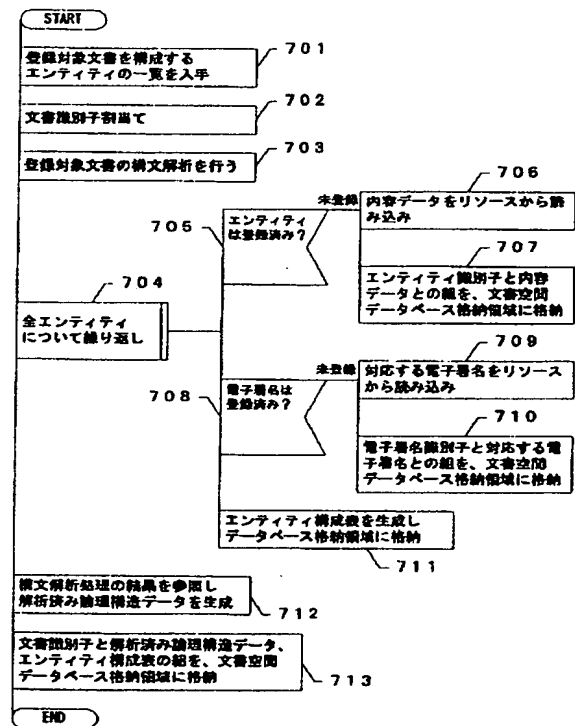 START
701
登録対象文書を構成する
エンティティの一覧を入手
702
文書識別子割当て
703
登録対象文書の構文解析を行う
704
全エンティティ
について繰り返し
705
エンティティ
は登録済み?
未登録
706
内容データをリソースから読
み込み
707
エンティティ識別子と内容
データとの組を、文書空間
データベース格納領域に格納
708
電子署名は
登録済み?
未登録
709
対応する電子署名をリソース
から読み込み
710
電子署名識別子と対応する電
子署名との組を、文書空間
データベース格納領域に格納
エンティティ構成表を生成し
データベース格納領域に格納
711
構文解析処理の結果を参照し
解析済み論理構造データを生成
712
文書識別子と解析済み論理構造データ、
エンティティ構成表の組を、文書空間
データベース格納領域に格納
713
END